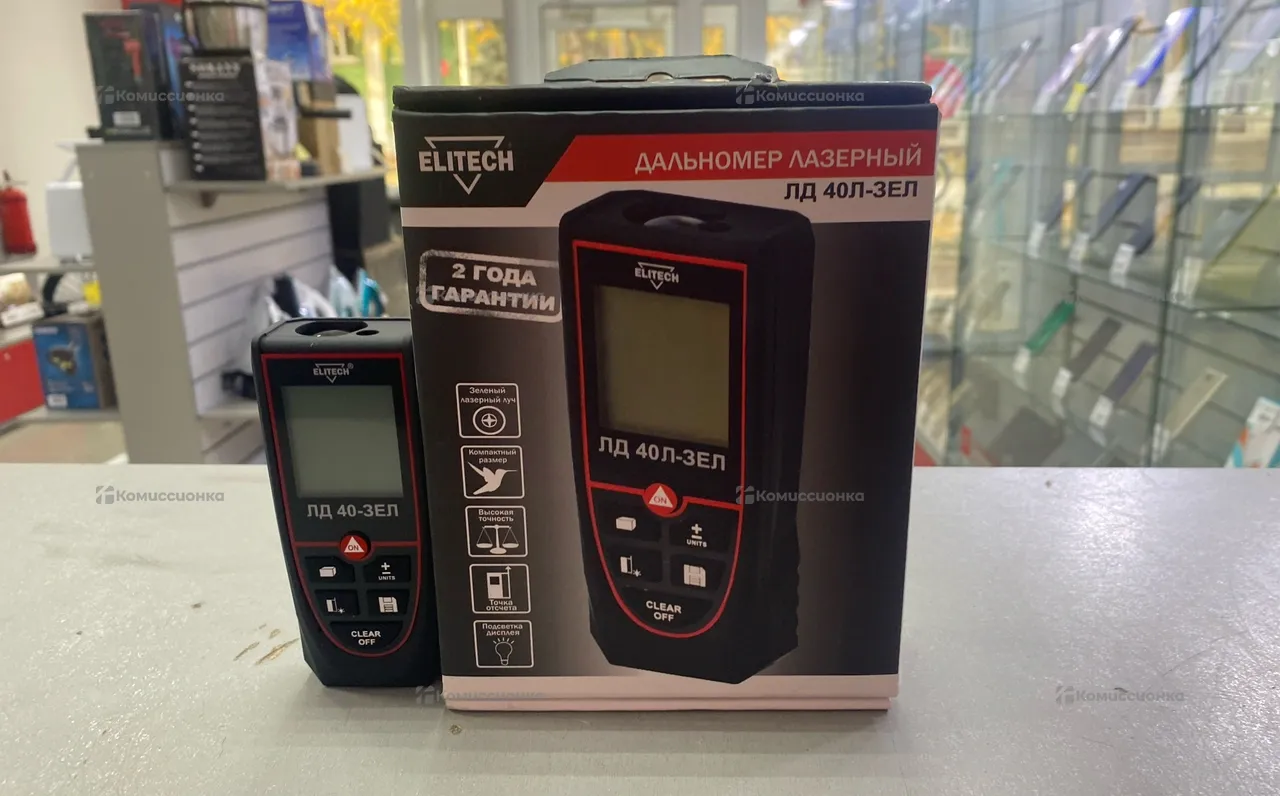 Комиссионка
Комиссионка
ELITECH
ДАЛЬНОМЕР ЛАЗЕРНЫЙ
ЛД 40Л-ЗЕЛ
2 ГОДА
ГАРАНТИИ
ELITECH
ЛД 40Л-ЗЕЛ
ON
±
UNITS
CLEAR
OFF
Зеленый
лазерный луч
Компактный
размер
Высокая
точность
Точка
отсчета
Подсветка
дисплея
ELITECH®
ЛД 40-ЗЕЛ
ON
±
UNITS
CLEAR
OFF
Комиссионка
Комиссионка
Комиссионка
Комиссионка